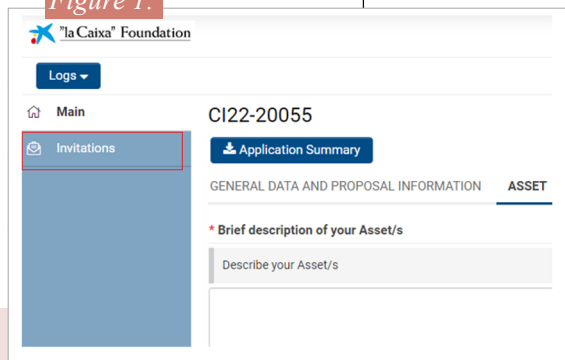 Figure 1.
"la Caixa" Foundation
Logs
Main
Invitations
CI22-20055
Application Summary
GENERAL DATA AND PROPOSAL INFORMATION ASSET
* Brief description of your Asset/s
Describe your Asset/s